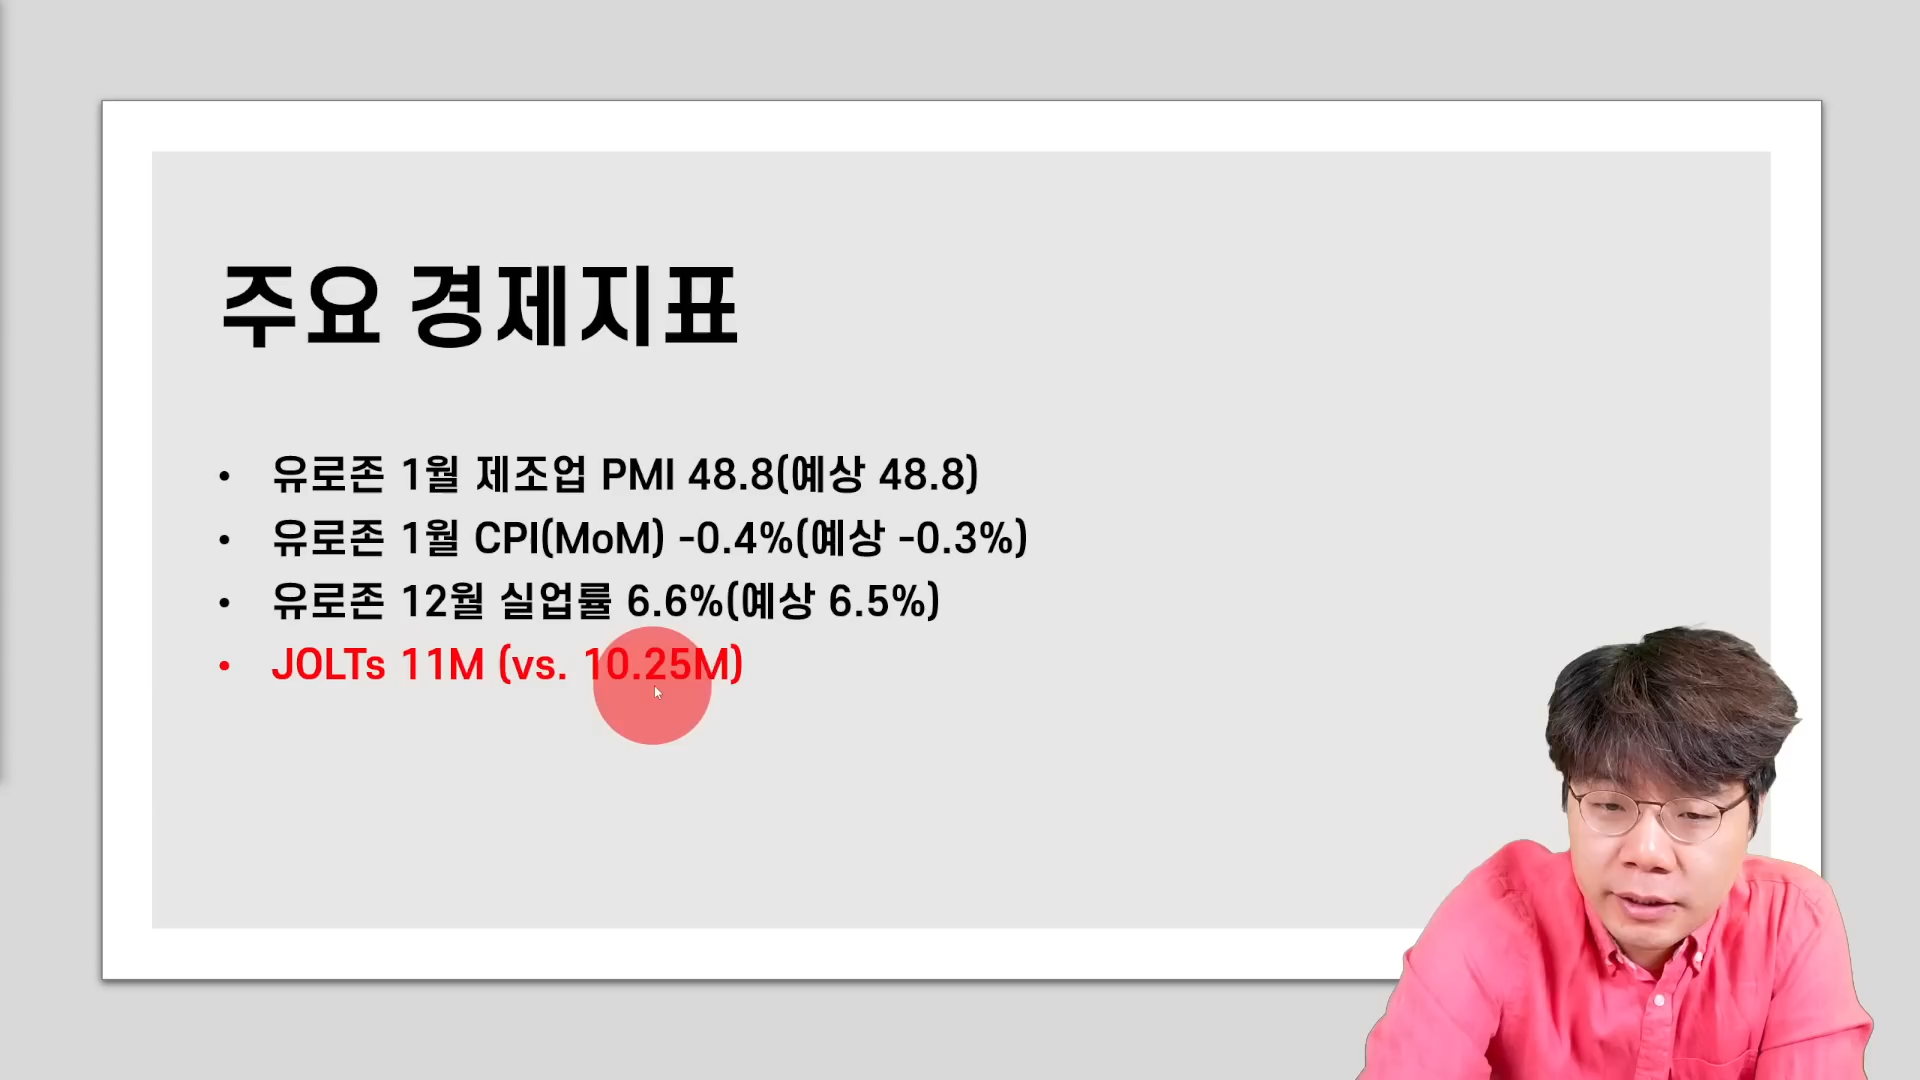 주요 경제지표
• 유로존 1월 제조업 PMI 48.8(예상 48.8)
• 유로존 1월 CPI(MoM) -0.4%(예상 -0.3%)
• 유로존 12월 실업률 6.6%(예상 6.5%)
• JOLTs 11M (vs. 10.25M)